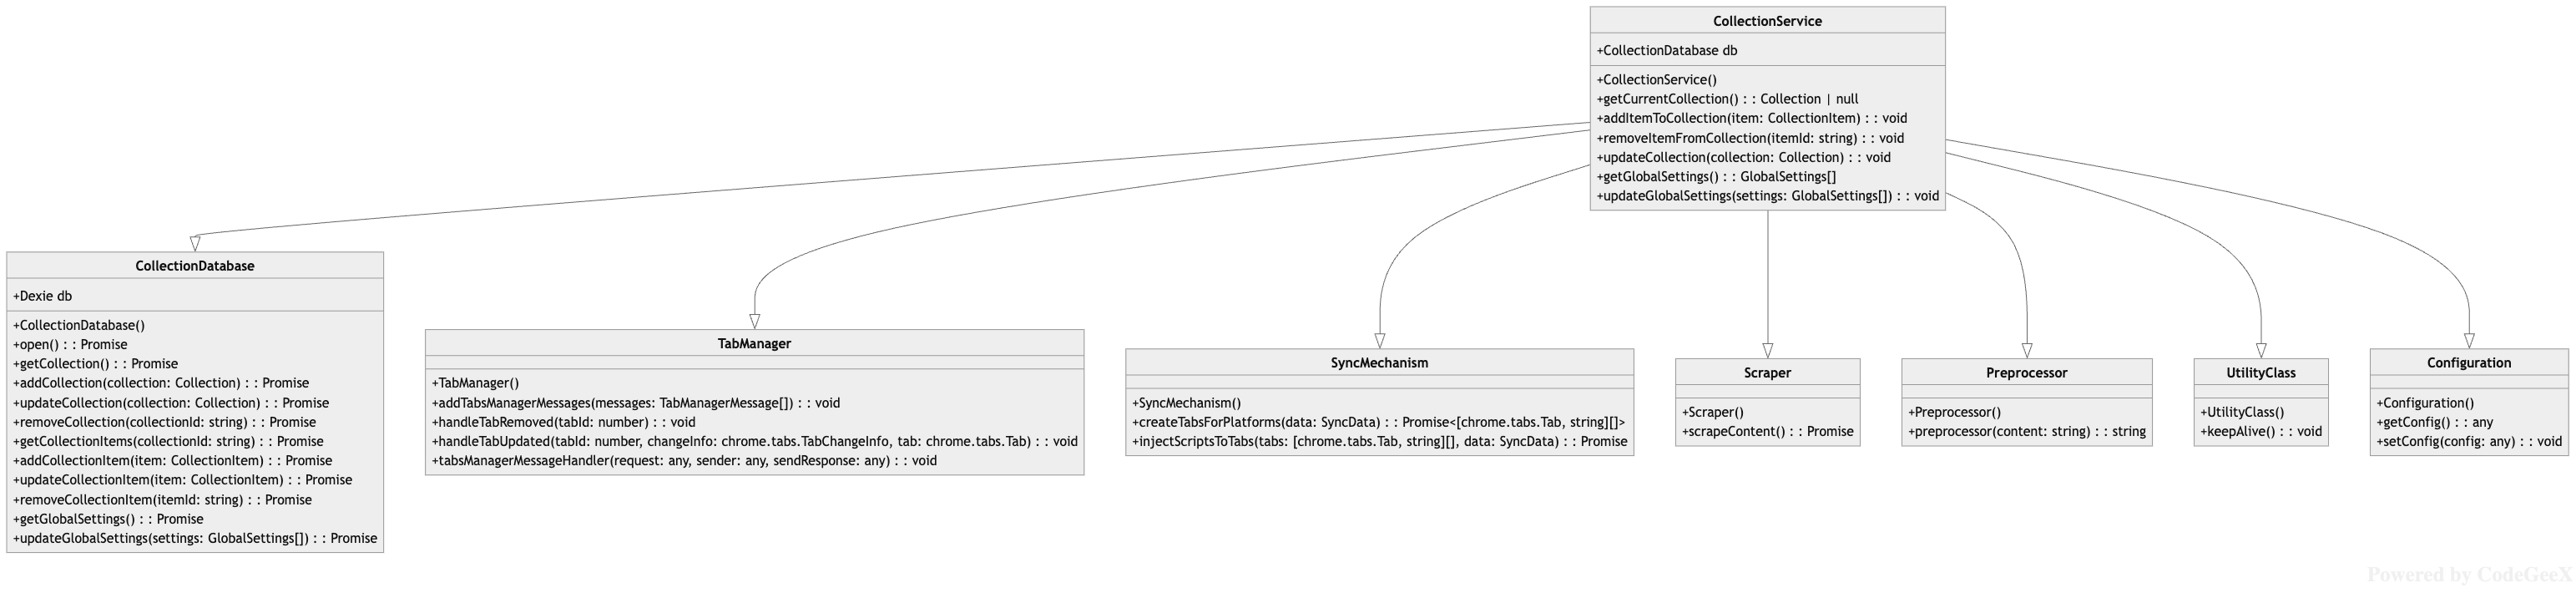 CollectionService
+CollectionDatabase db
+CollectionService()
+getCurrentCollection() : : Collection | null
+addItemToCollection(item: CollectionItem) : : void
+removeItemFromCollection(itemId: string) : : void
+updateCollection(collection: Collection) : : void
+getGlobalSettings() : : GlobalSettings[]
+updateGlobalSettings(settings: GlobalSettings[]) : : void
CollectionDatabase
+Dexie db
+CollectionDatabase()
+open() : : Promise
+getCollection() : : Promise
+addCollection(collection: Collection) : : Promise
+updateCollection(collection: Collection) : : Promise
+removeCollection(collectionId: string) : : Promise
+getCollectionItems(collectionId: string) : : Promise
+addCollectionItem(item: CollectionItem) : : Promise
+updateCollectionItem(item: CollectionItem) : : Promise
+removeCollectionItem(itemId: string) : : Promise
+getGlobalSettings() : : Promise
+updateGlobalSettings(settings: GlobalSettings[]) : : Promise
TabManager
+TabManager()
+addTabsManagerMessages(messages: TabManagerMessage[]) : : void
+handleTabRemoved(tabId: number) : : void
+handleTabUpdated(tabId: number, changeInfo: chrome.tabs.TabChangeInfo, tab: chrome.tabs.Tab) : : void
+tabsManagerMessageHandler(request: any, sender: any, sendResponse: any) : : void
SyncMechanism
+SyncMechanism()
+createTabsForPlatforms(data: SyncData) : : Promise<[chrome.tabs.Tab, string][]>
+injectScriptsToTabs(tabs: [chrome.tabs.Tab, string][], data: SyncData) : : Promise
Scraper
+Scraper()
+scrapeContent() : : Promise
Preprocessor
+Preprocessor()
+preprocessor(content: string) : : string
UtilityClass
+UtilityClass()
+keepAlive() : : void
Configuration
+Configuration()
+getConfig() : : any
+setConfig(config: any) : : void
Powered by CodeGeeX